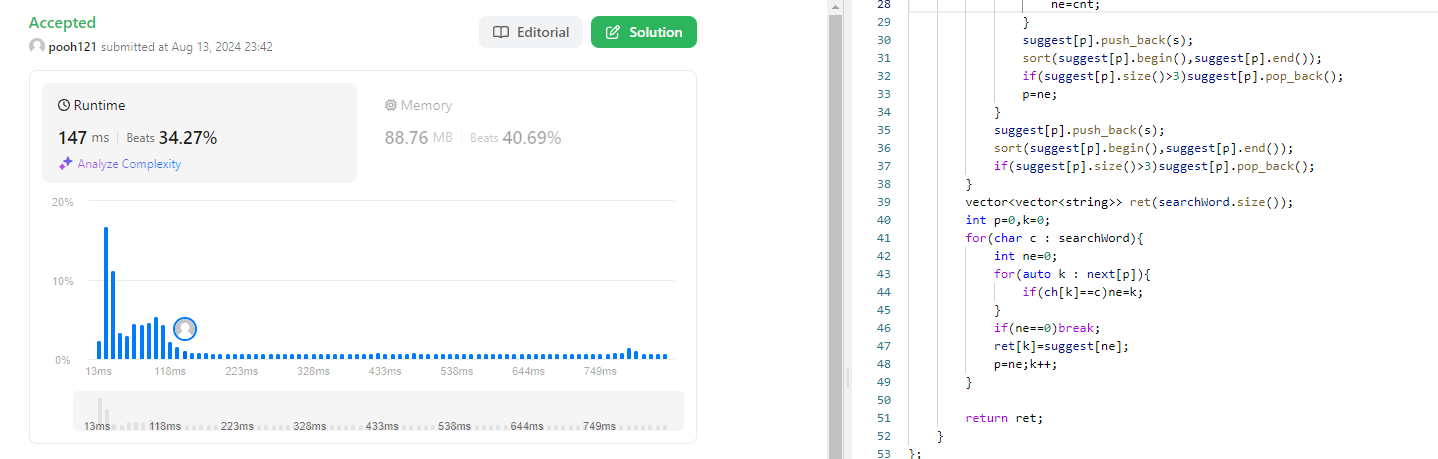 Accepted
pooh121 submitted at Aug 13, 2024 23:42
Editorial
Solution
Runtime
147 ms Beats 34.27%
Analyze Complexity
Memory
88.76 MB Beats 40.69%
20%
10%
0%
13ms 118ms 223ms 328ms 433ms 538ms 644ms 749ms
13ms 118ms 223ms 328ms 433ms 538ms 644ms 749ms
28 ne=cnt;
29 }
30 suggest[p].push_back(s);
31 sort(suggest[p].begin(),suggest[p].end());
32 if(suggest[p].size()>3)suggest[p].pop_back();
33 p=ne;
34 }
35 suggest[p].push_back(s);
36 sort(suggest[p].begin(),suggest[p].end());
37 if(suggest[p].size()>3)suggest[p].pop_back();
38 }
39 vector<vector<string>> ret(searchWord.size());
40 int p=0,k=0;
41 for(char c : searchWord){
42 int ne=0;
43 for(auto k : next[p]){
44 if(ch[k]==c)ne=k;
45 }
46 if(ne==0)break;
47 ret[k]=suggest[ne];
48 p=ne;k++;
49 }
50
51 return ret;
52 }
53 };